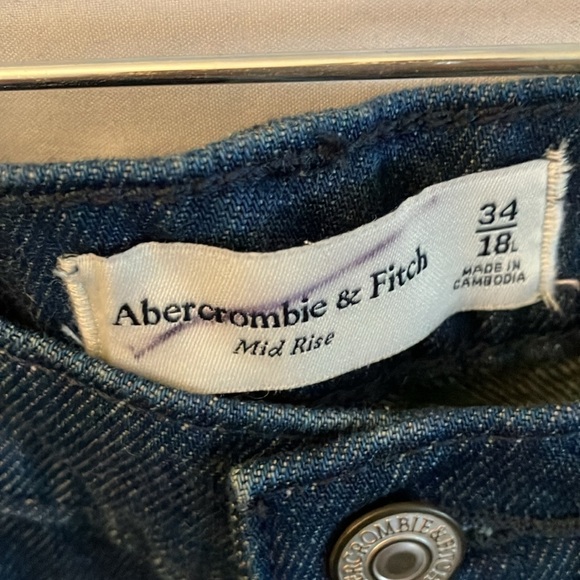 Abercrombie & Fitch
Mid Rise
34
18L
MADE IN
CAMBODIA
ABERCROMBIE & FITCH